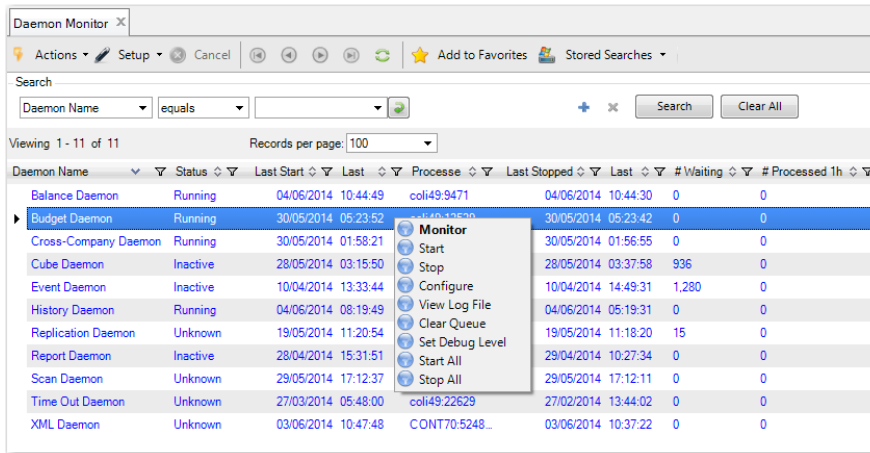 Daemon Monitor
Actions Setup Cancel Add to Favorites Stored Searches
Search
Daemon Name equals Search Clear All
Viewing 1 - 11 of 11 Records per page: 100
Daemon Name Status Last Start Last Processe Last Stopped Last # Waiting # Processed 1h
Balance Daemon Running 04/06/2014 10:44:49 coli49:9471 04/06/2014 10:44:30 0 0
Budget Daemon Running 30/05/2014 05:23:52 30/05/2014 05:23:42 0 0
Monitor
Cross-Company Daemon Running 30/05/2014 01:58:21 Start 30/05/2014 01:56:55 0 0
Cube Daemon Inactive 28/05/2014 03:15:50 Stop 28/05/2014 03:37:58 936 0
Event Daemon Inactive 10/04/2014 13:33:44 Configure 10/04/2014 14:49:31 1,280 0
History Daemon Running 04/06/2014 08:19:49 View Log File 04/06/2014 05:19:31 0 0
Clear Queue
Replication Daemon Unknown 19/05/2014 11:20:54 Set Debug Level 19/05/2014 11:18:20 15 0
Report Daemon Inactive 28/04/2014 15:31:51 Start All 29/04/2014 10:27:34 0 0
Scan Daemon Unknown 29/05/2014 17:12:37 Stop All 29/05/2014 17:12:11 0 0
Time Out Daemon Unknown 27/03/2014 05:48:00 coli49:22629 27/02/2014 13:44:02 0 0
XML Daemon Unknown 03/06/2014 10:47:48 CONT70:5248... 03/06/2014 10:37:22 0 0